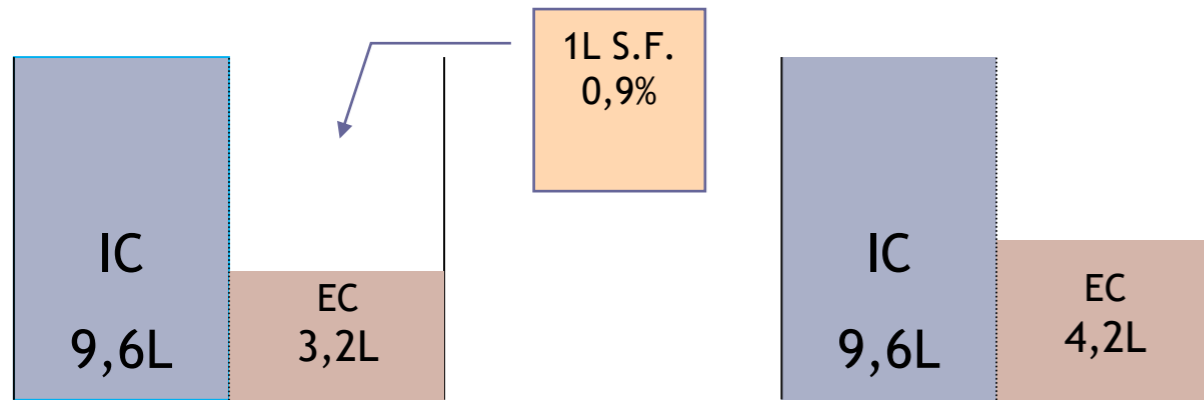 1L S.F.
0,9%
IC
9,6L
EC
3,2L
IC
9,6L
EC
4,2L